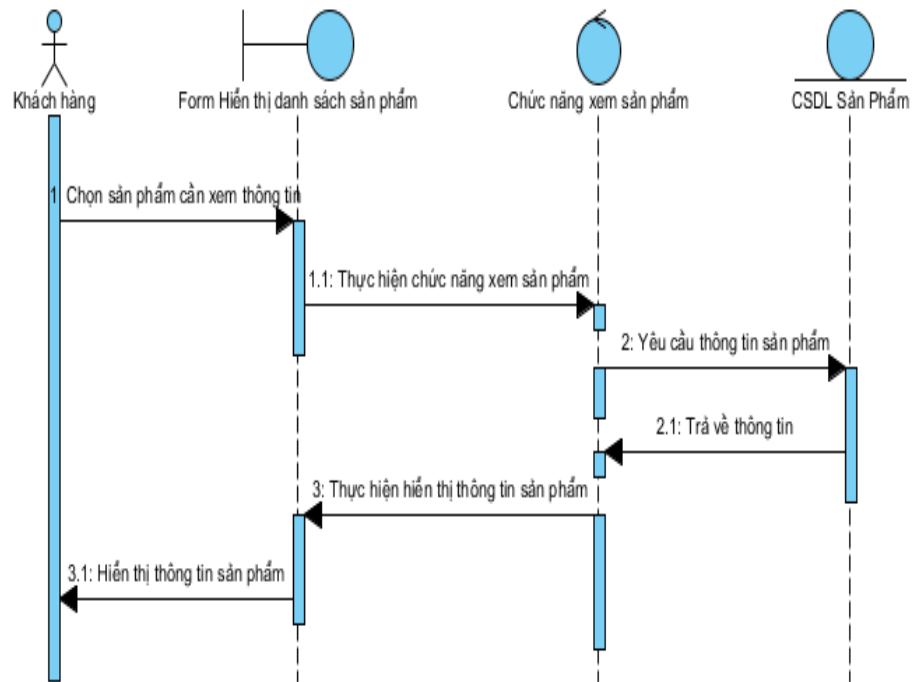 Khách hàng
Form Hiển thị danh sách sản phẩm
Chức năng xem sản phẩm
CSDL Sản Phẩm
1 Chọn sản phẩm cần xem thông tin
1.1: Thực hiện chức năng xem sản phẩm
2: Yêu cầu thông tin sản phẩm
2.1: Trả về thông tin
3: Thực hiện hiển thị thông tin sản phẩm
3.1: Hiển thị thông tin sản phẩm